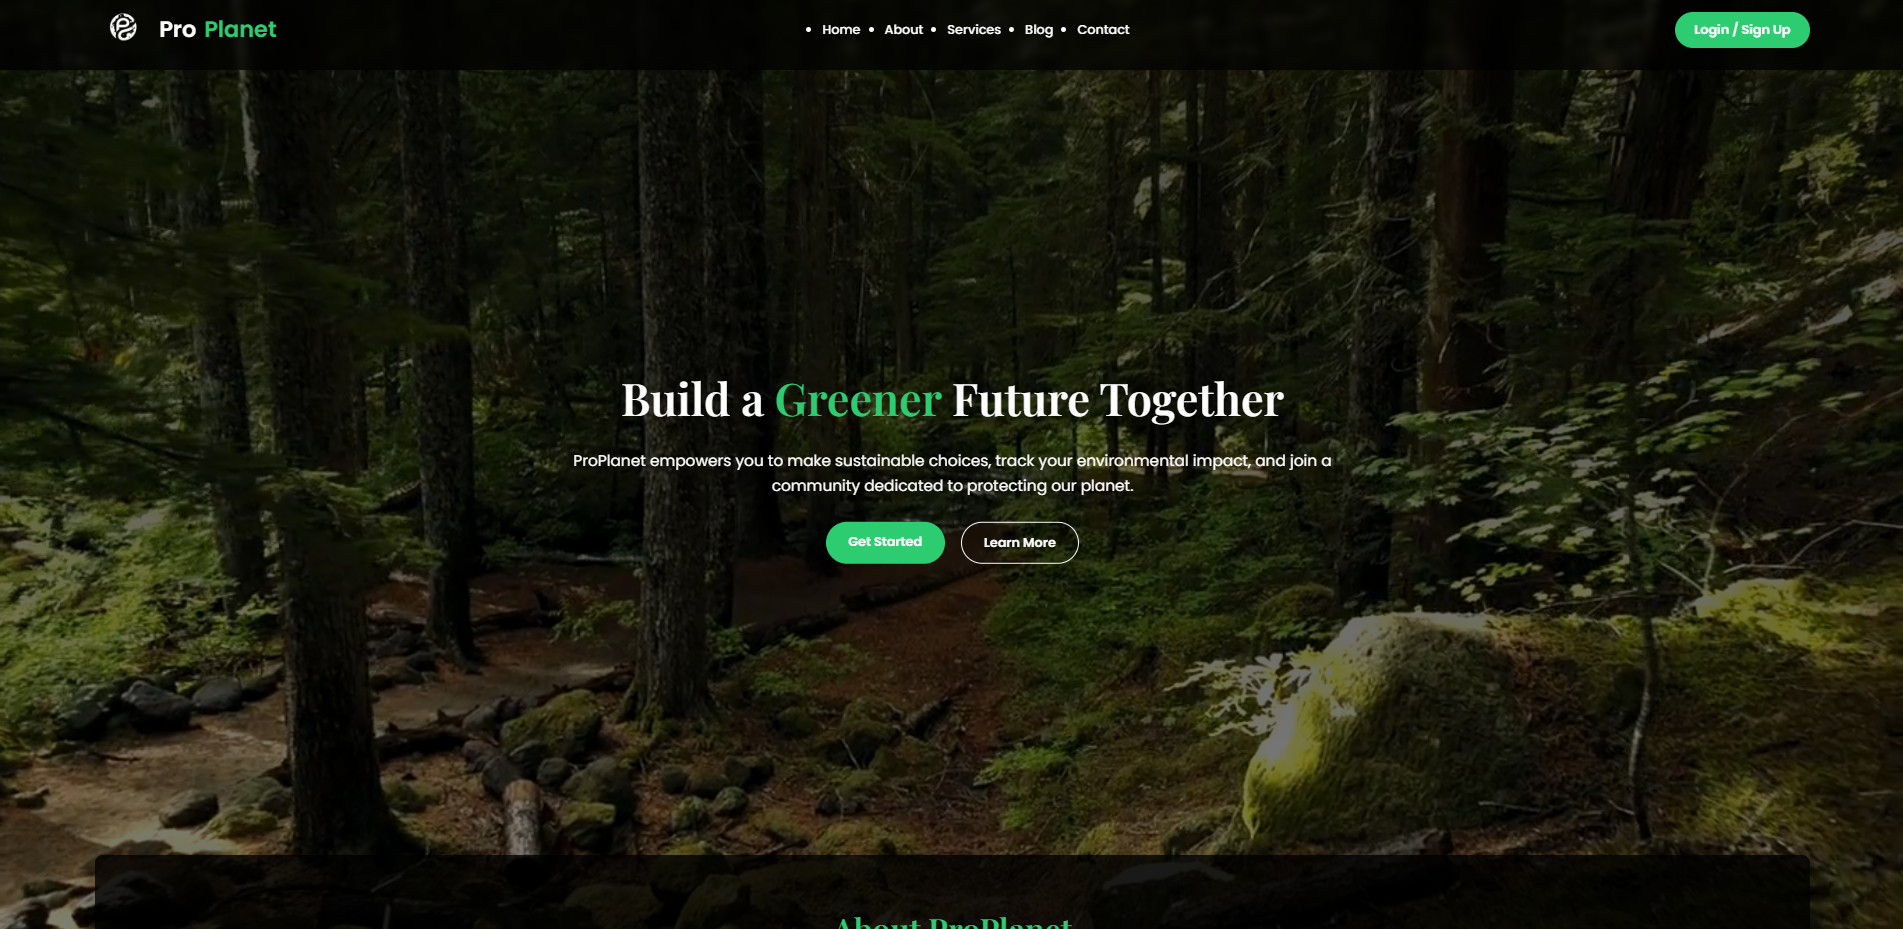 Pro Planet
Home
About
Services
Blog
Contact
Login / Sign Up
Build a Greener Future Together
ProPlanet empowers you to make sustainable choices, track your environmental impact, and join a
community dedicated to protecting our planet.
Get Started
Learn More
About ProPlanet